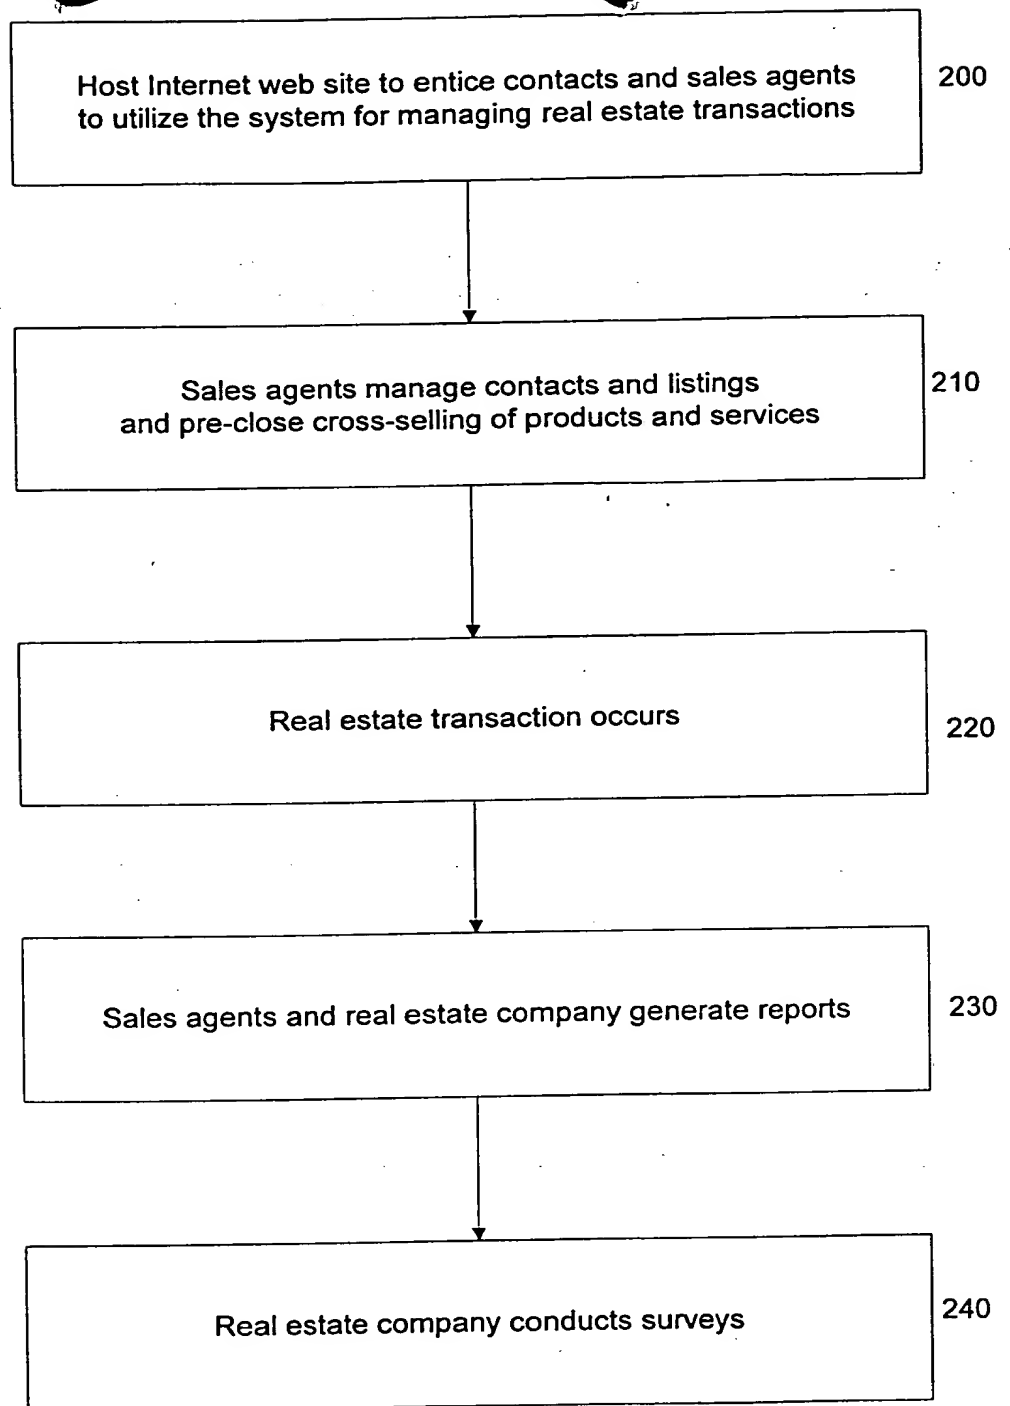 Host Internet web site to entice contacts and sales agents
to utilize the system for managing real estate transactions
200
Sales agents manage contacts and listings
and pre-close cross-selling of products and services
210
Real estate transaction occurs
220
Sales agents and real estate company generate reports
230
Real estate company conducts surveys
240